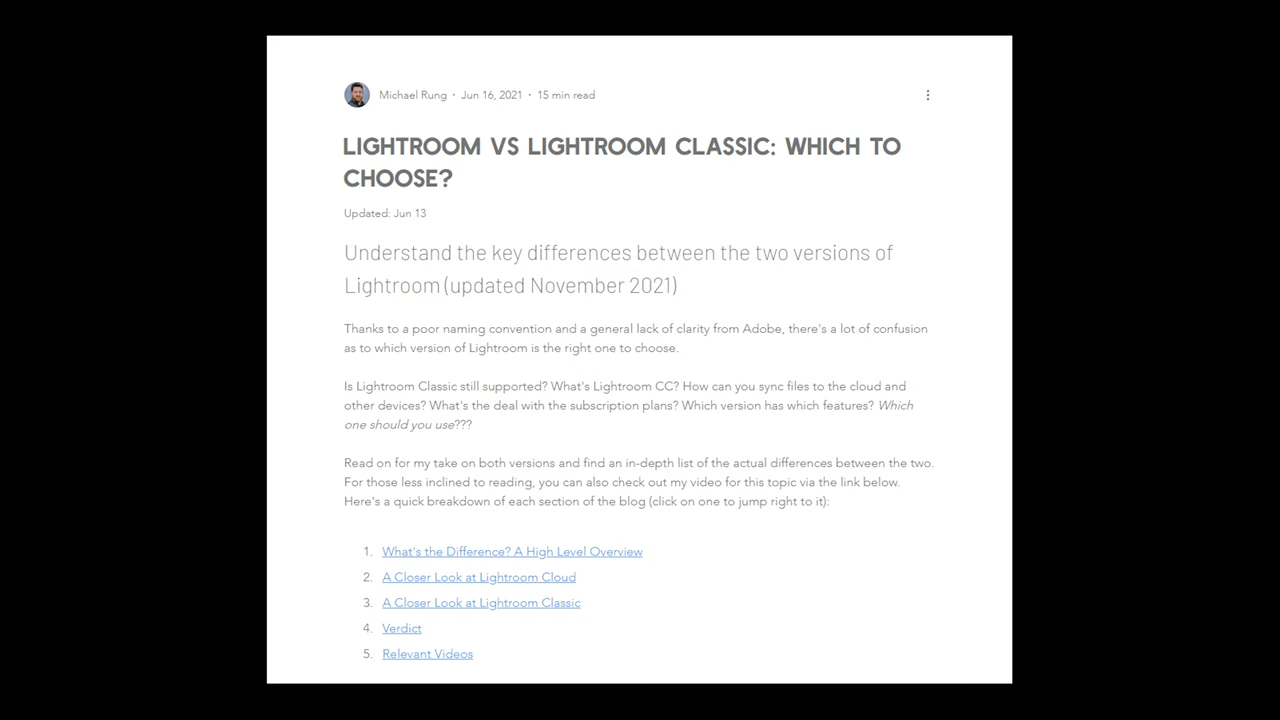 Michael Rung · Jun 16, 2021 · 15 min read
LIGHTROOM VS LIGHTROOM CLASSIC: WHICH TO
CHOOSE?
Updated: Jun 13
Understand the key differences between the two versions of
Lightroom (updated November 2021)
Thanks to a poor naming convention and a general lack of clarity from Adobe, there's a lot of confusion
as to which version of Lightroom is the right one to choose.
Is Lightroom Classic still supported? What's Lightroom CC? How can you sync files to the cloud and
other devices? What's the deal with the subscription plans? Which version has which features? Which
one should you use???
Read on for my take on both versions and find an in-depth list of the actual differences between the two.
For those less inclined to reading, you can also check out my video for this topic via the link below.
Here's a quick breakdown of each section of the blog (click on one to jump right to it):
1. What's the Difference? A High Level Overview
2. A Closer Look at Lightroom Cloud
3. A Closer Look at Lightroom Classic
4. Verdict
5. Relevant Videos